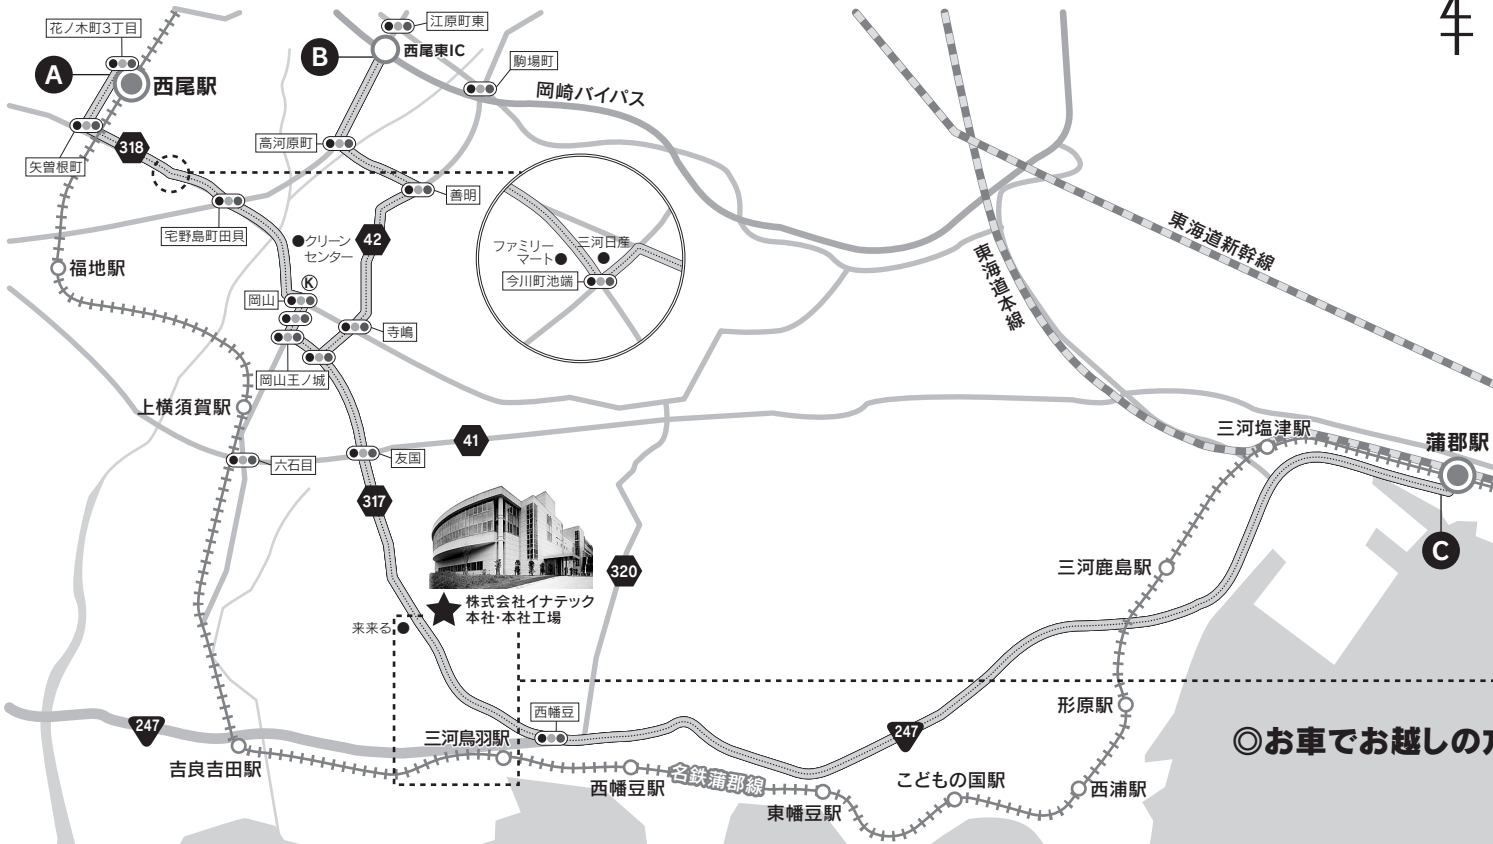 花ノ木町3丁目
A
西尾駅
矢曽根町
318
宅野島町田貝
福地駅
江原町東
B
西尾東IC
駒場町
岡崎バイパス
高河原町
善明
クリーン
センター
42
K
岡山
寺嶋
岡山王ノ城
ファミリー
マート
三河日産
今川町池端
東海道本線
東海道新幹線
上横須賀駅
六石目
友国
41
317
320
株式会社イナテック
本社・本社工場
来来る
三河塩津駅
蒲郡駅
C
三河鹿島駅
形原駅
247
西幡豆
三河鳥羽駅
吉良吉田駅
西幡豆駅
名鉄蒲郡線
東幡豆駅
こどもの国駅
西浦駅
247
◎お車でお越しの